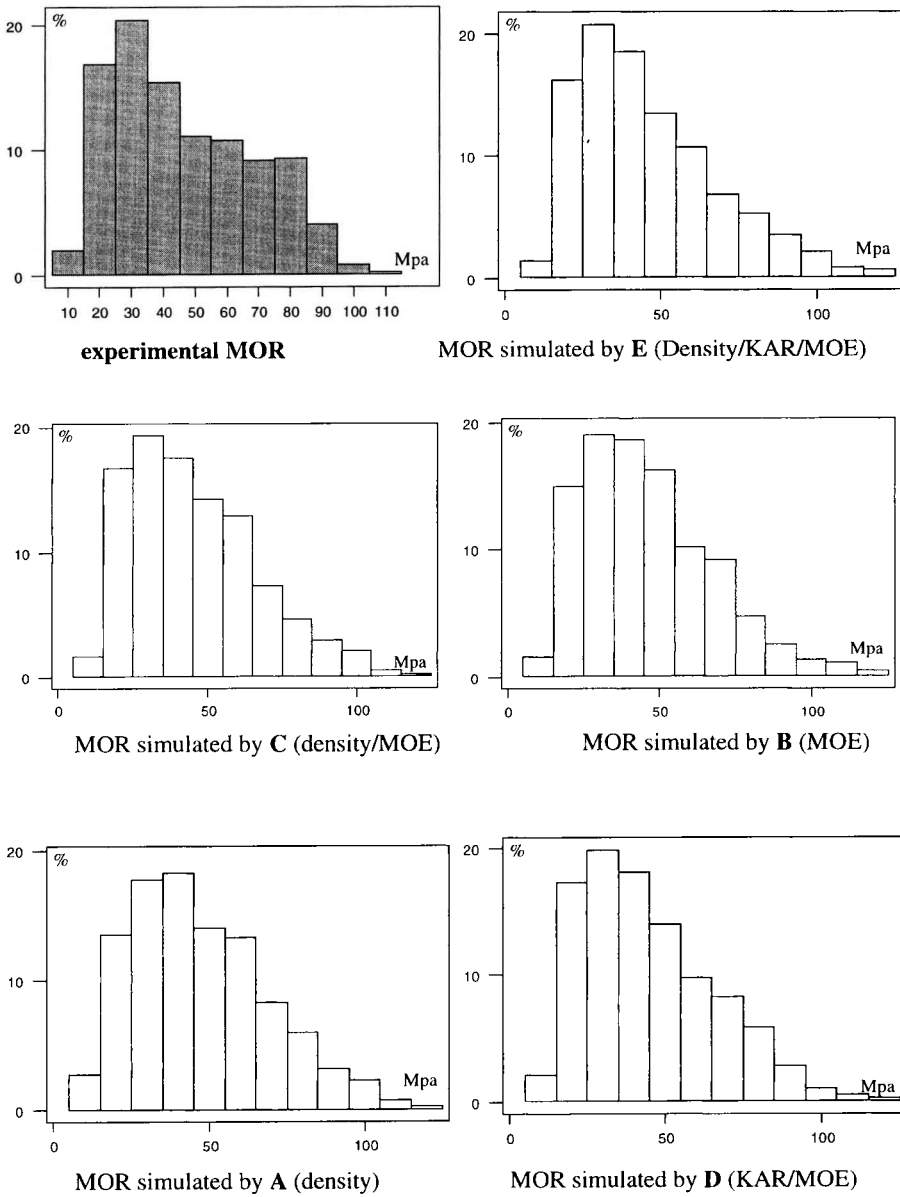 20
%
10
0
Mpa
10 20 30 40 50 60 70 80 90 100 110
experimental MOR
20
%
10
0
Mpa
0 50 100
MOR simulated by E (Density/KAR/MOE)
20
%
10
0
Mpa
0 50 100
MOR simulated by C (density/MOE)
20
%
10
0
Mpa
0 50 100
MOR simulated by B (MOE)
20
%
10
0
Mpa
0 50 100
MOR simulated by A (density)
20
%
10
0
Mpa
0 50 100
MOR simulated by D (KAR/MOE)